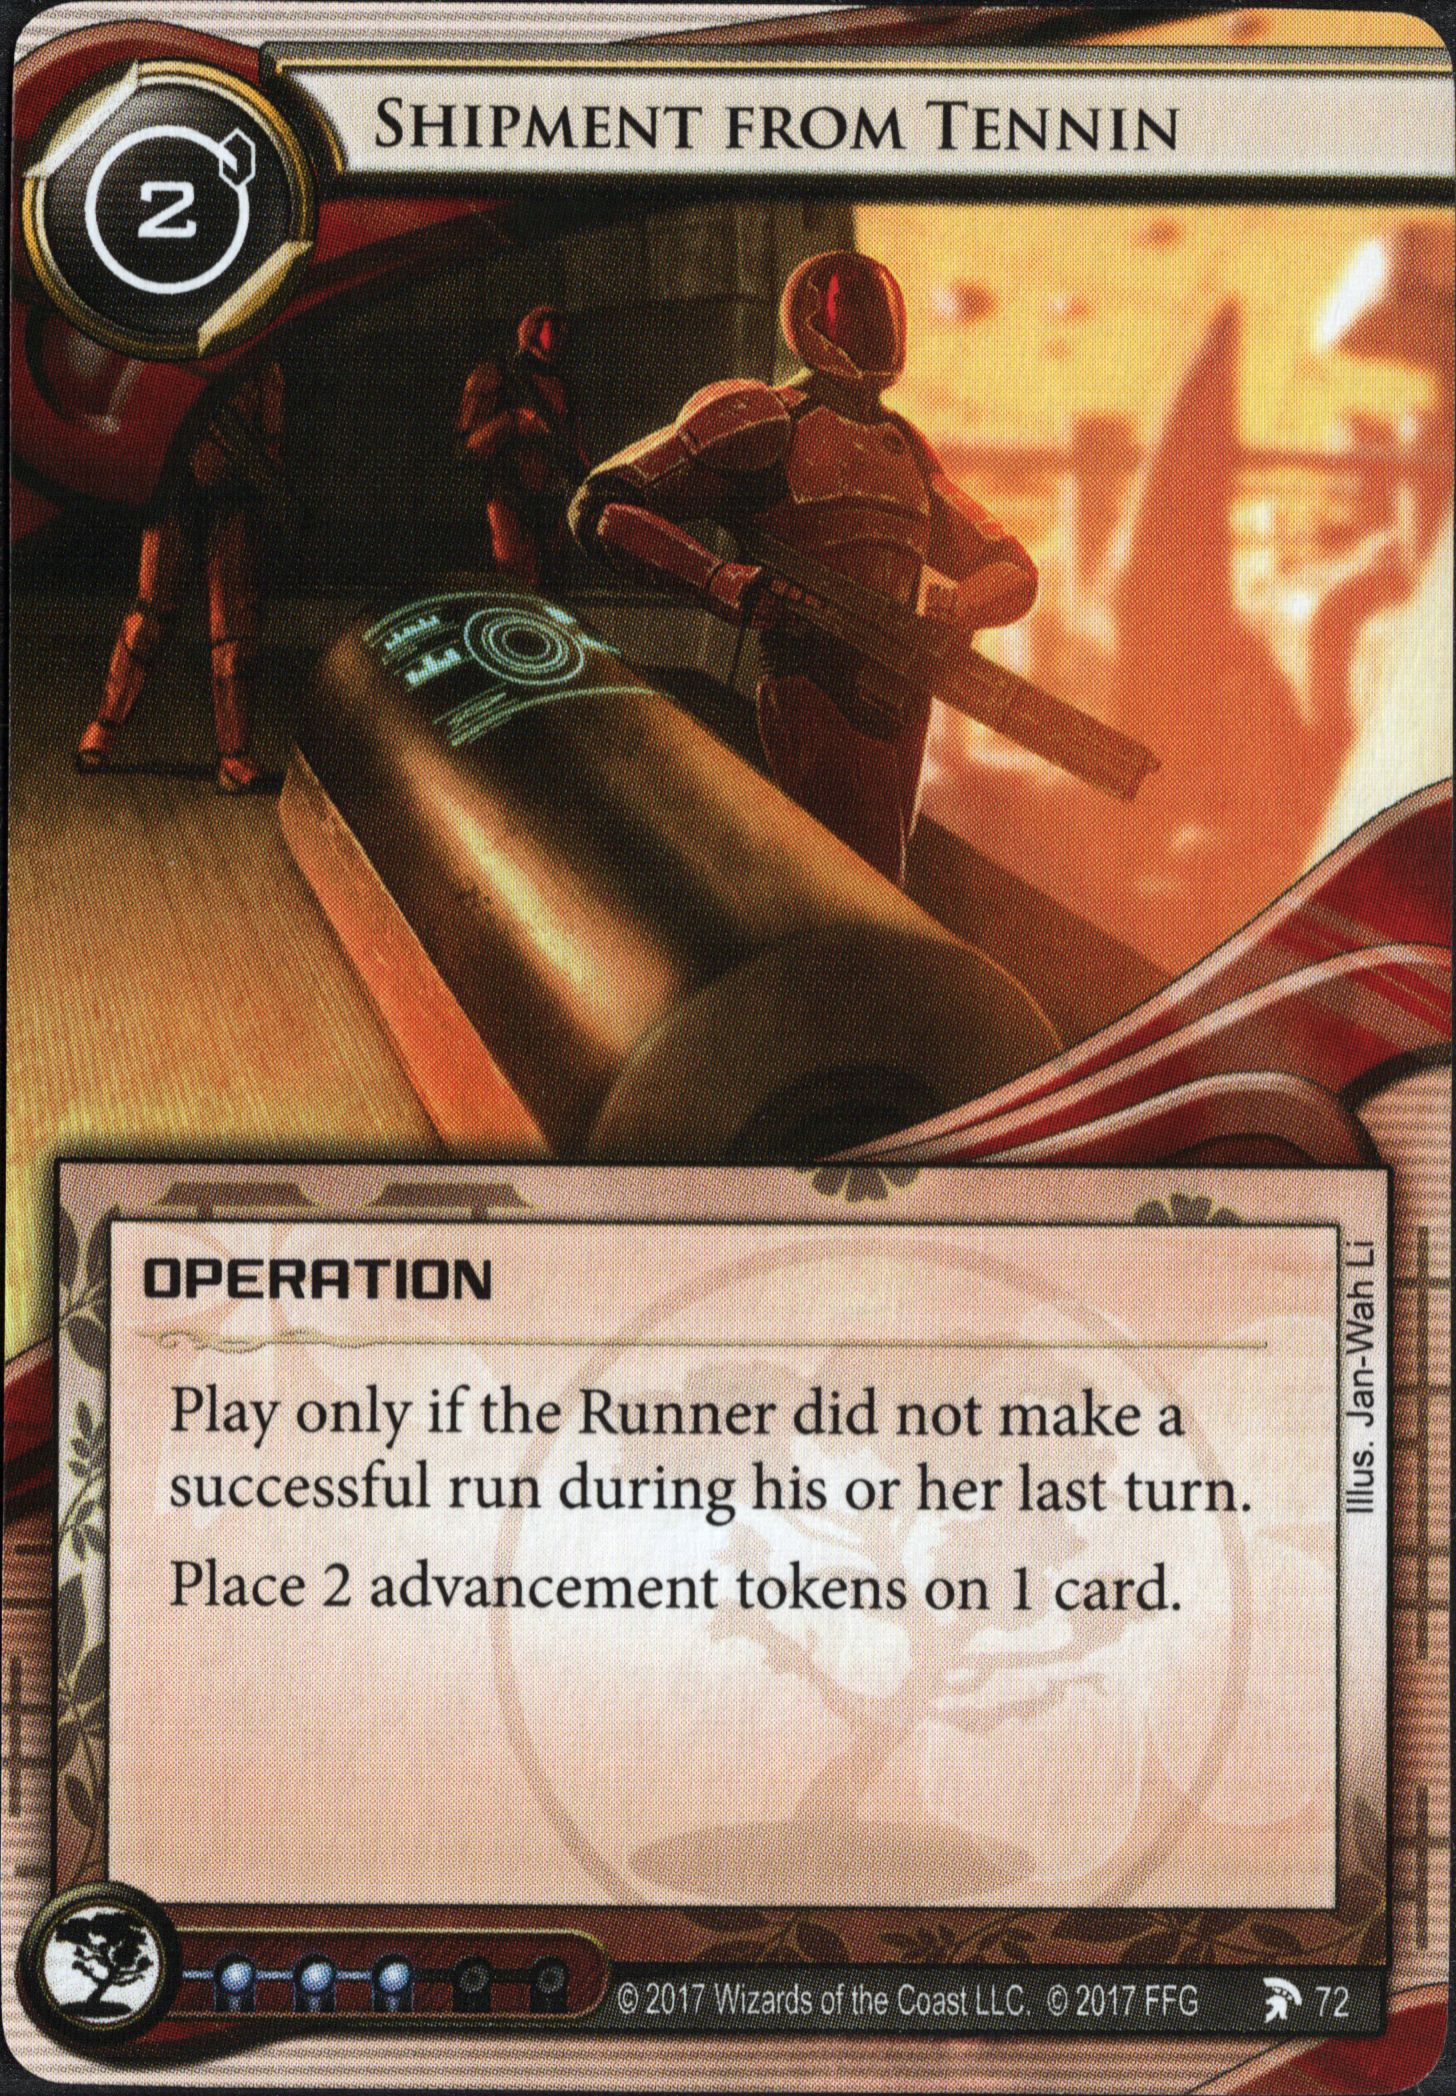 2
SHIPMENT FROM TENNIN
OPERATION
Play only if the Runner did not make a
successful run during his or her last turn.
Place 2 advancement tokens on 1 card.
Illus. Jan-Wah Li
© 2017 Wizards of the Coast LLC. © 2017 FFG
72